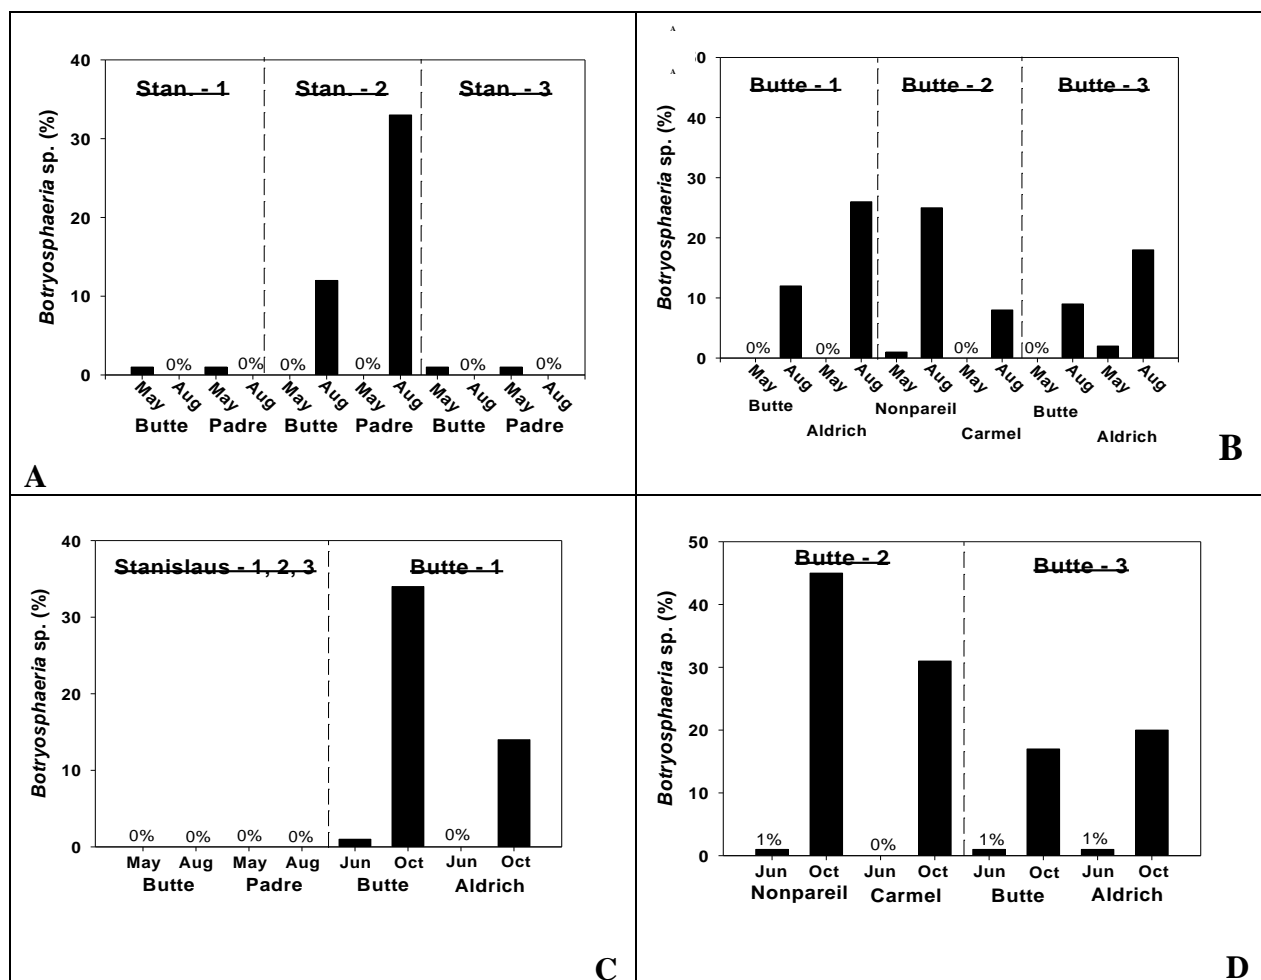 40
30
20
10
0
Botryosphaeria sp. (%)
Stan. - 1
Stan. - 2
Stan. - 3
0% 0% 0% 0% 0% 0%
May Aug May Aug May Aug May Aug May Aug May
Butte Padre Butte Padre Butte Padre
A
A
A
0
40
30
20
10
0
Botryosphaeria sp. (%)
Butte - 1
Butte - 2
Butte - 3
0% 0% 0% 0%
May Aug May Aug May Aug May Aug May Aug May Aug
Butte Nonpareil Butte
Aldrich Carmel Aldrich
B
40
30
20
10
0
Botryosphaeria sp. (%)
Stanislaus - 1, 2, 3
Butte - 1
0% 0% 0% 0% 0%
May Aug May Aug Jun Oct Jun Oct
Butte Padre Butte Aldrich
C
50
40
30
20
10
0
Botryosphaeria sp. (%)
Butte - 2
Butte - 3
1% 0% 1% 1%
Jun Oct Jun Oct Jun Oct Jun Oct
Nonpareil Carmel Butte Aldrich
D